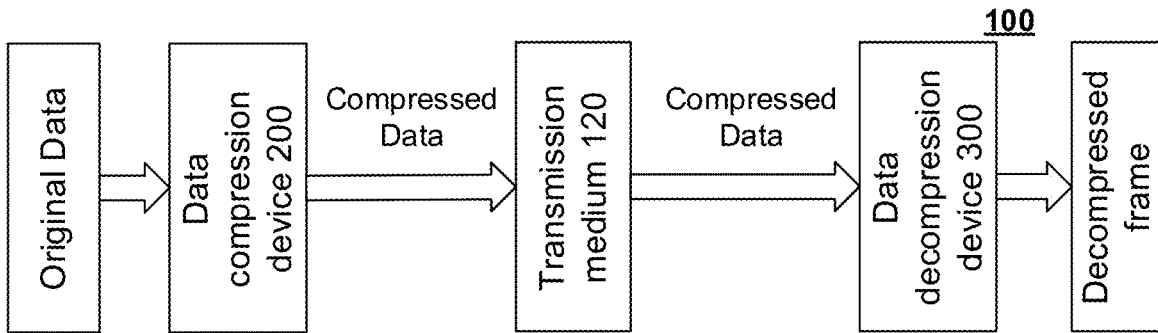 100
Original Data
Data
compression
device 200
Compressed
Data
Transmission
medium 120
Compressed
Data
Data
decompression
device 300
Decompressed
frame